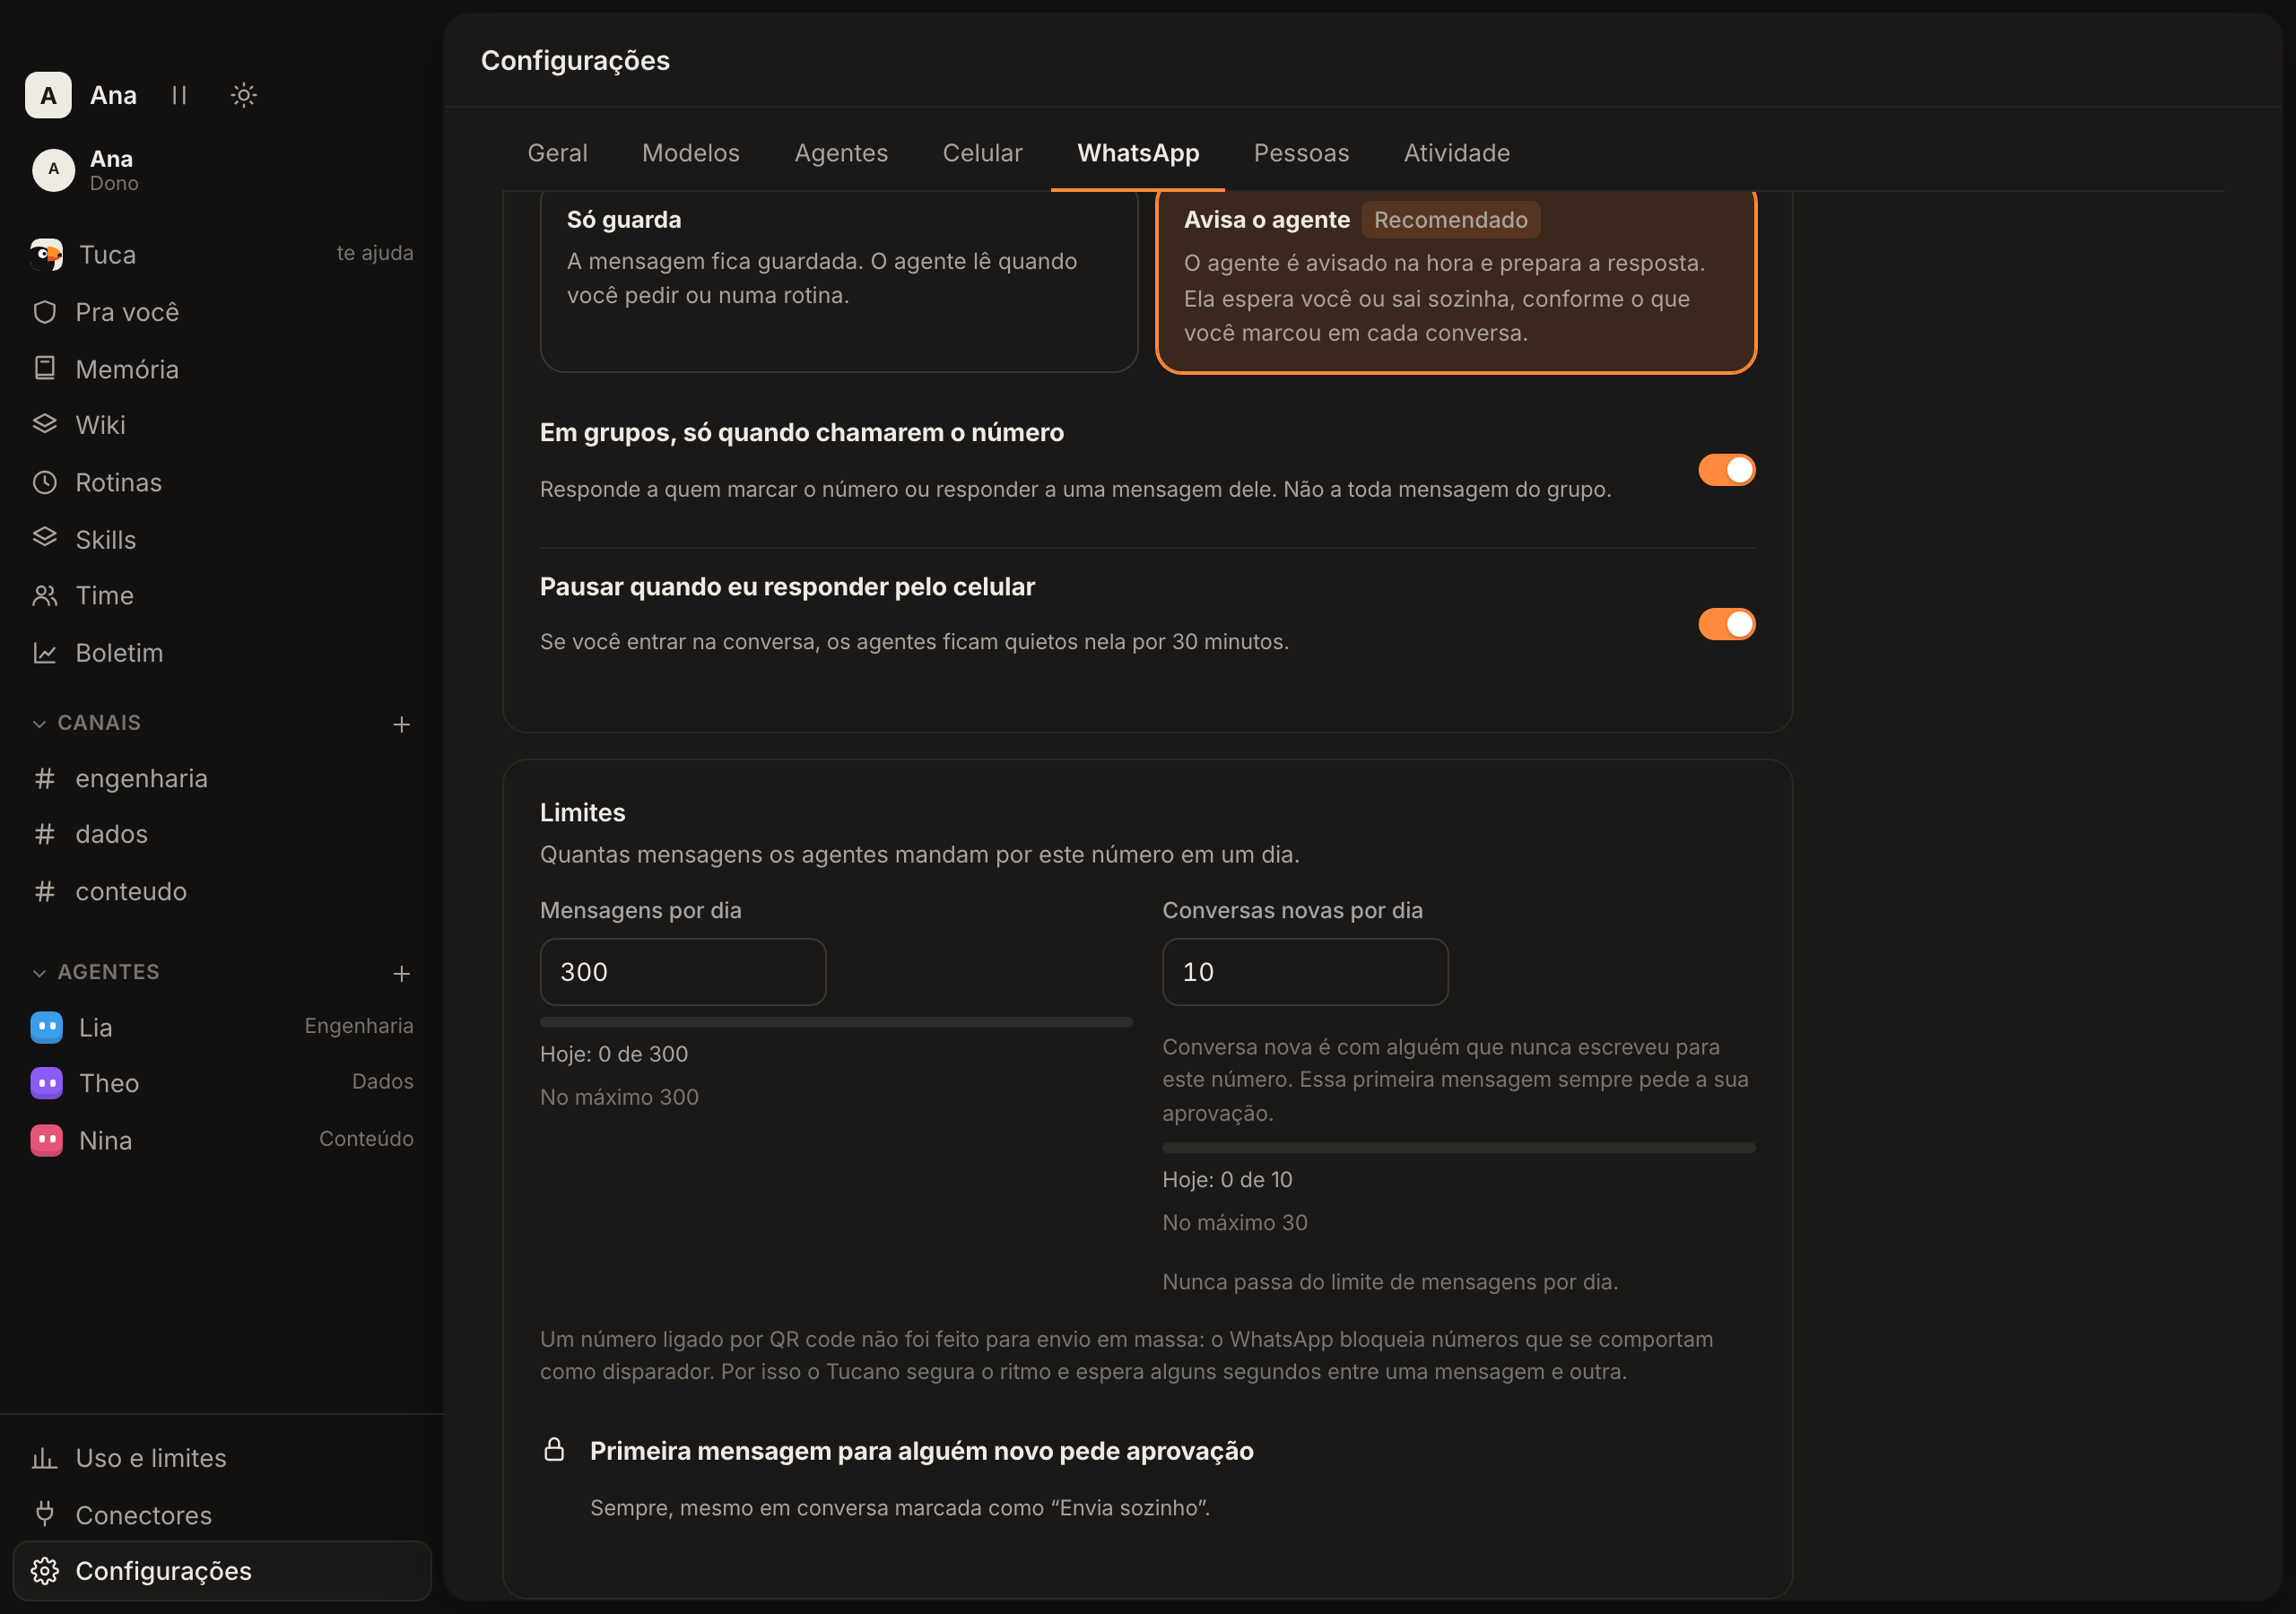 A
Ana
A
Ana
Dono
Tuca
te ajuda
Pra você
Memória
Wiki
Rotinas
Skills
Time
Boletim
CANAIS
engenharia
dados
conteudo
AGENTES
Lia
Engenharia
Theo
Dados
Nina
Conteúdo
Uso e limites
Conectores
Configurações
Configurações
Geral
Modelos
Agentes
Celular
WhatsApp
Pessoas
Atividade
Só guarda
A mensagem fica guardada. O agente lê quando
você pedir ou numa rotina.
Avisa o agente
Recomendado
O agente é avisado na hora e prepara a resposta.
Ela espera você ou sai sozinha, conforme o que
você marcou em cada conversa.
Em grupos, só quando chamarem o número
Responde a quem marcar o número ou responder a uma mensagem dele. Não a toda mensagem do grupo.
Pausar quando eu responder pelo celular
Se você entrar na conversa, os agentes ficam quietos nela por 30 minutos.
Limites
Quantas mensagens os agentes mandam por este número em um dia.
Mensagens por dia
300
Hoje: 0 de 300
No máximo 300
Conversas novas por dia
10
Conversa nova é com alguém que nunca escreveu para
este número. Essa primeira mensagem sempre pede a sua
aprovação.
Hoje: 0 de 10
No máximo 30
Nunca passa do limite de mensagens por dia.
Um número ligado por QR code não foi feito para envio em massa: o WhatsApp bloqueia números que se comportam
como disparador. Por isso o Tucano segura o ritmo e espera alguns segundos entre uma mensagem e outra.
Primeira mensagem para alguém novo pede aprovação
Sempre, mesmo em conversa marcada como “Envia sozinho”.